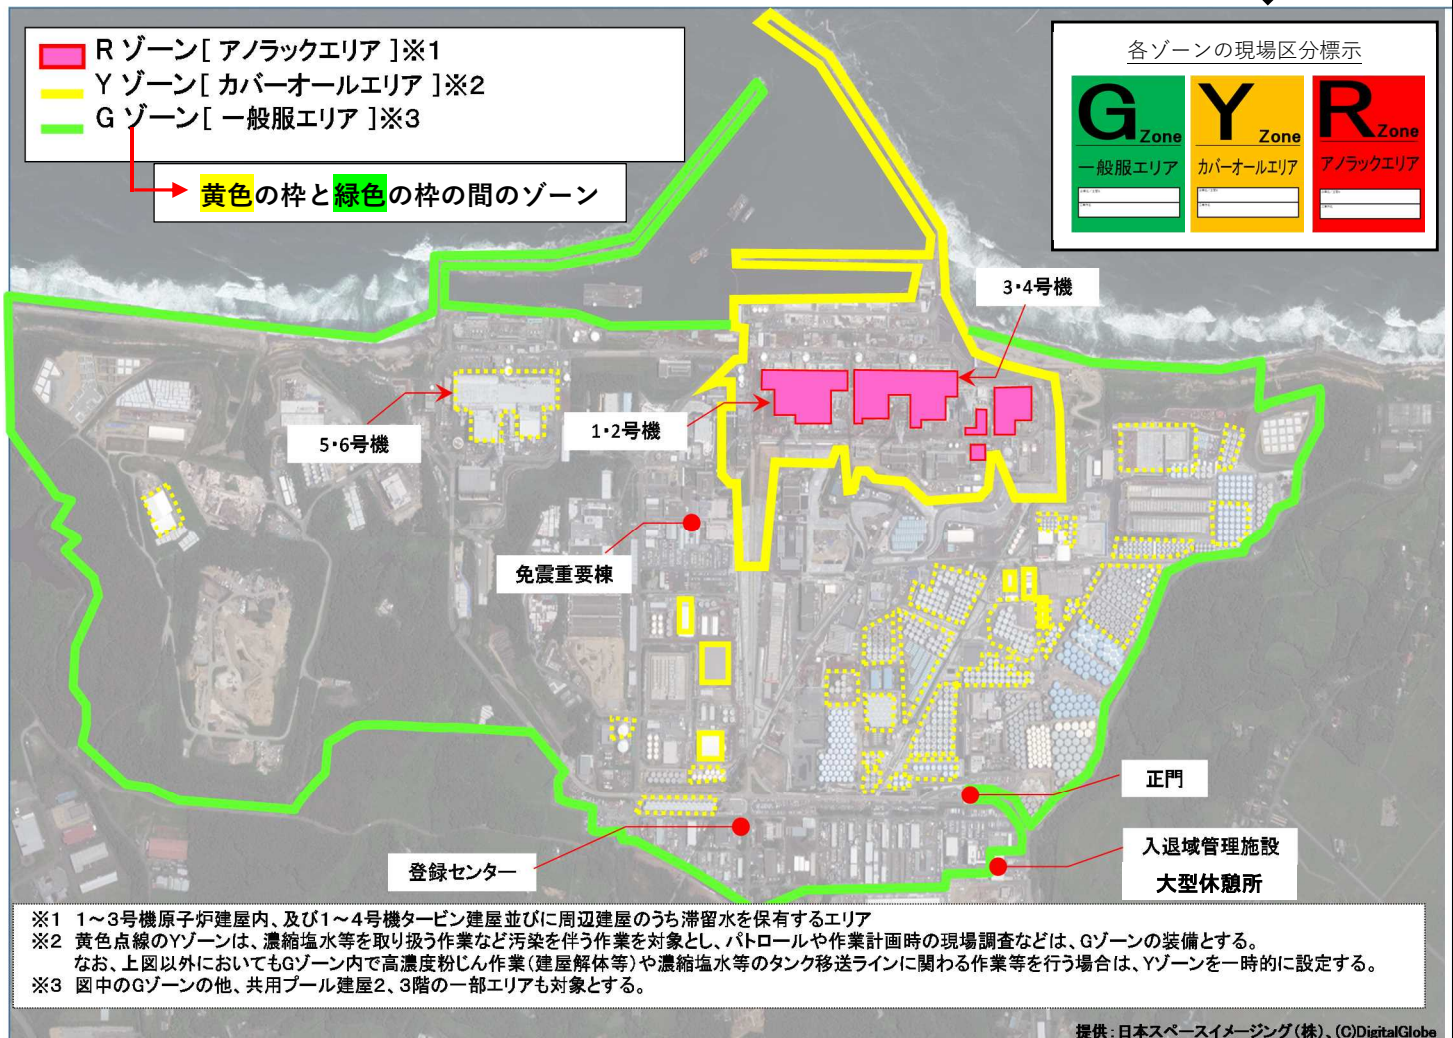 R ゾーン[ アノラックエリア ]※1
Y ゾーン[ カバーオールエリア ]※2
G ゾーン[ 一般服エリア ]※3
黄色の枠と緑色の枠の間のゾーン
各ゾーンの現場区分標示
G Zone
一般服エリア
Y Zone
カバーオールエリア
R Zone
アノラックエリア
3・4号機
1・2号機
5・6号機
免震重要棟
正門
登録センター
入退域管理施設
大型休憩所
※1 1～3号機原子炉建屋内、及び1～4号機タービン建屋並びに周辺建屋のうち滞留水を保有するエリア
※2 黄色点線のYゾーンは、濃縮塩水等を取り扱う作業など汚染を伴う作業を対象とし、パトロールや作業計画時の現場調査などは、Gゾーンの装備とする。
なお、上図以外においてもGゾーン内で高濃度粉じん作業(建屋解体等)や濃縮塩水等のタンク移送ラインに関わる作業等を行う場合は、Yゾーンを一時的に設定する。
※3 図中のGゾーンの他、共用プール建屋2、3階の一部エリアも対象とする。
提供：日本スペースイメージング(株)、(C)DigitalGlobe